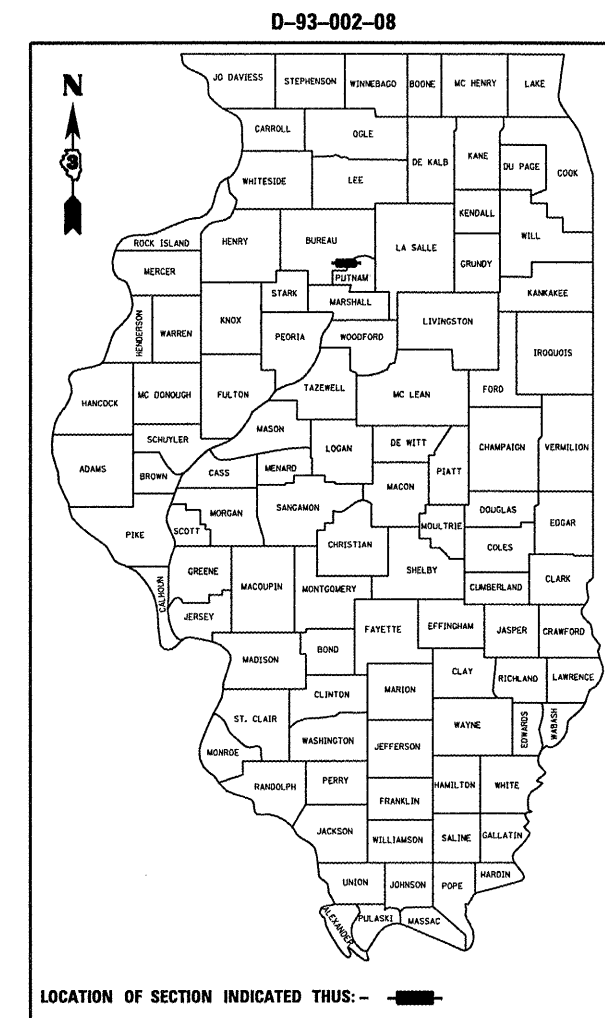 D-93-002-08
JO DAVIESS STEPHENSON WINNEBAGO BOONE MC HENRY LAKE
N
CARROLL OGLE
DE KALB KANE DU PAGE COOK
3
WHITESIDE LEE
KENDALL
WILL
ROCK ISLAND HENRY BUREAU LA SALLE
GRUNDY
MERCER PUTNAM
STARK KANKAKEE
MARSHALL
HENDERSON WARREN KNOX PEORIA WOODFORD LIVINGSTON
IROQUOIS
TAZEWELL MC LEAN FORD
HANCOCK MC DONOUGH FULTON
MASON
SCHUYLER LOGAN DE WITT CHAMPAIGN VERMILION
ADAMS BROWN CASS MENARD PIATT
MACON
MORGAN SANGAMON DOUGLAS
PIKE SCOTT MOULTRIE EDGAR
CHRISTIAN COLES
GREENE SHELBY
CALHOUN MACOUPIN MONTGOMERY CUMBERLAND CLARK
JERSEY
FAYETTE EFFINGHAM JASPER CRAWFORD
MADISON BOND
CLAY RICHLAND LAWRENCE
CLINTON MARION
ST. CLAIR WAYNE EDWARDS WABASH
WASHINGTON JEFFERSON
MONROE
RANDOLPH PERRY HAMILTON WHITE
FRANKLIN
JACKSON WILLIAMSON SALINE GALLATIN
HARDIN
UNION JOHNSON POPE
ALEXANDER PULASKI MASSAC
LOCATION OF SECTION INDICATED THUS:-